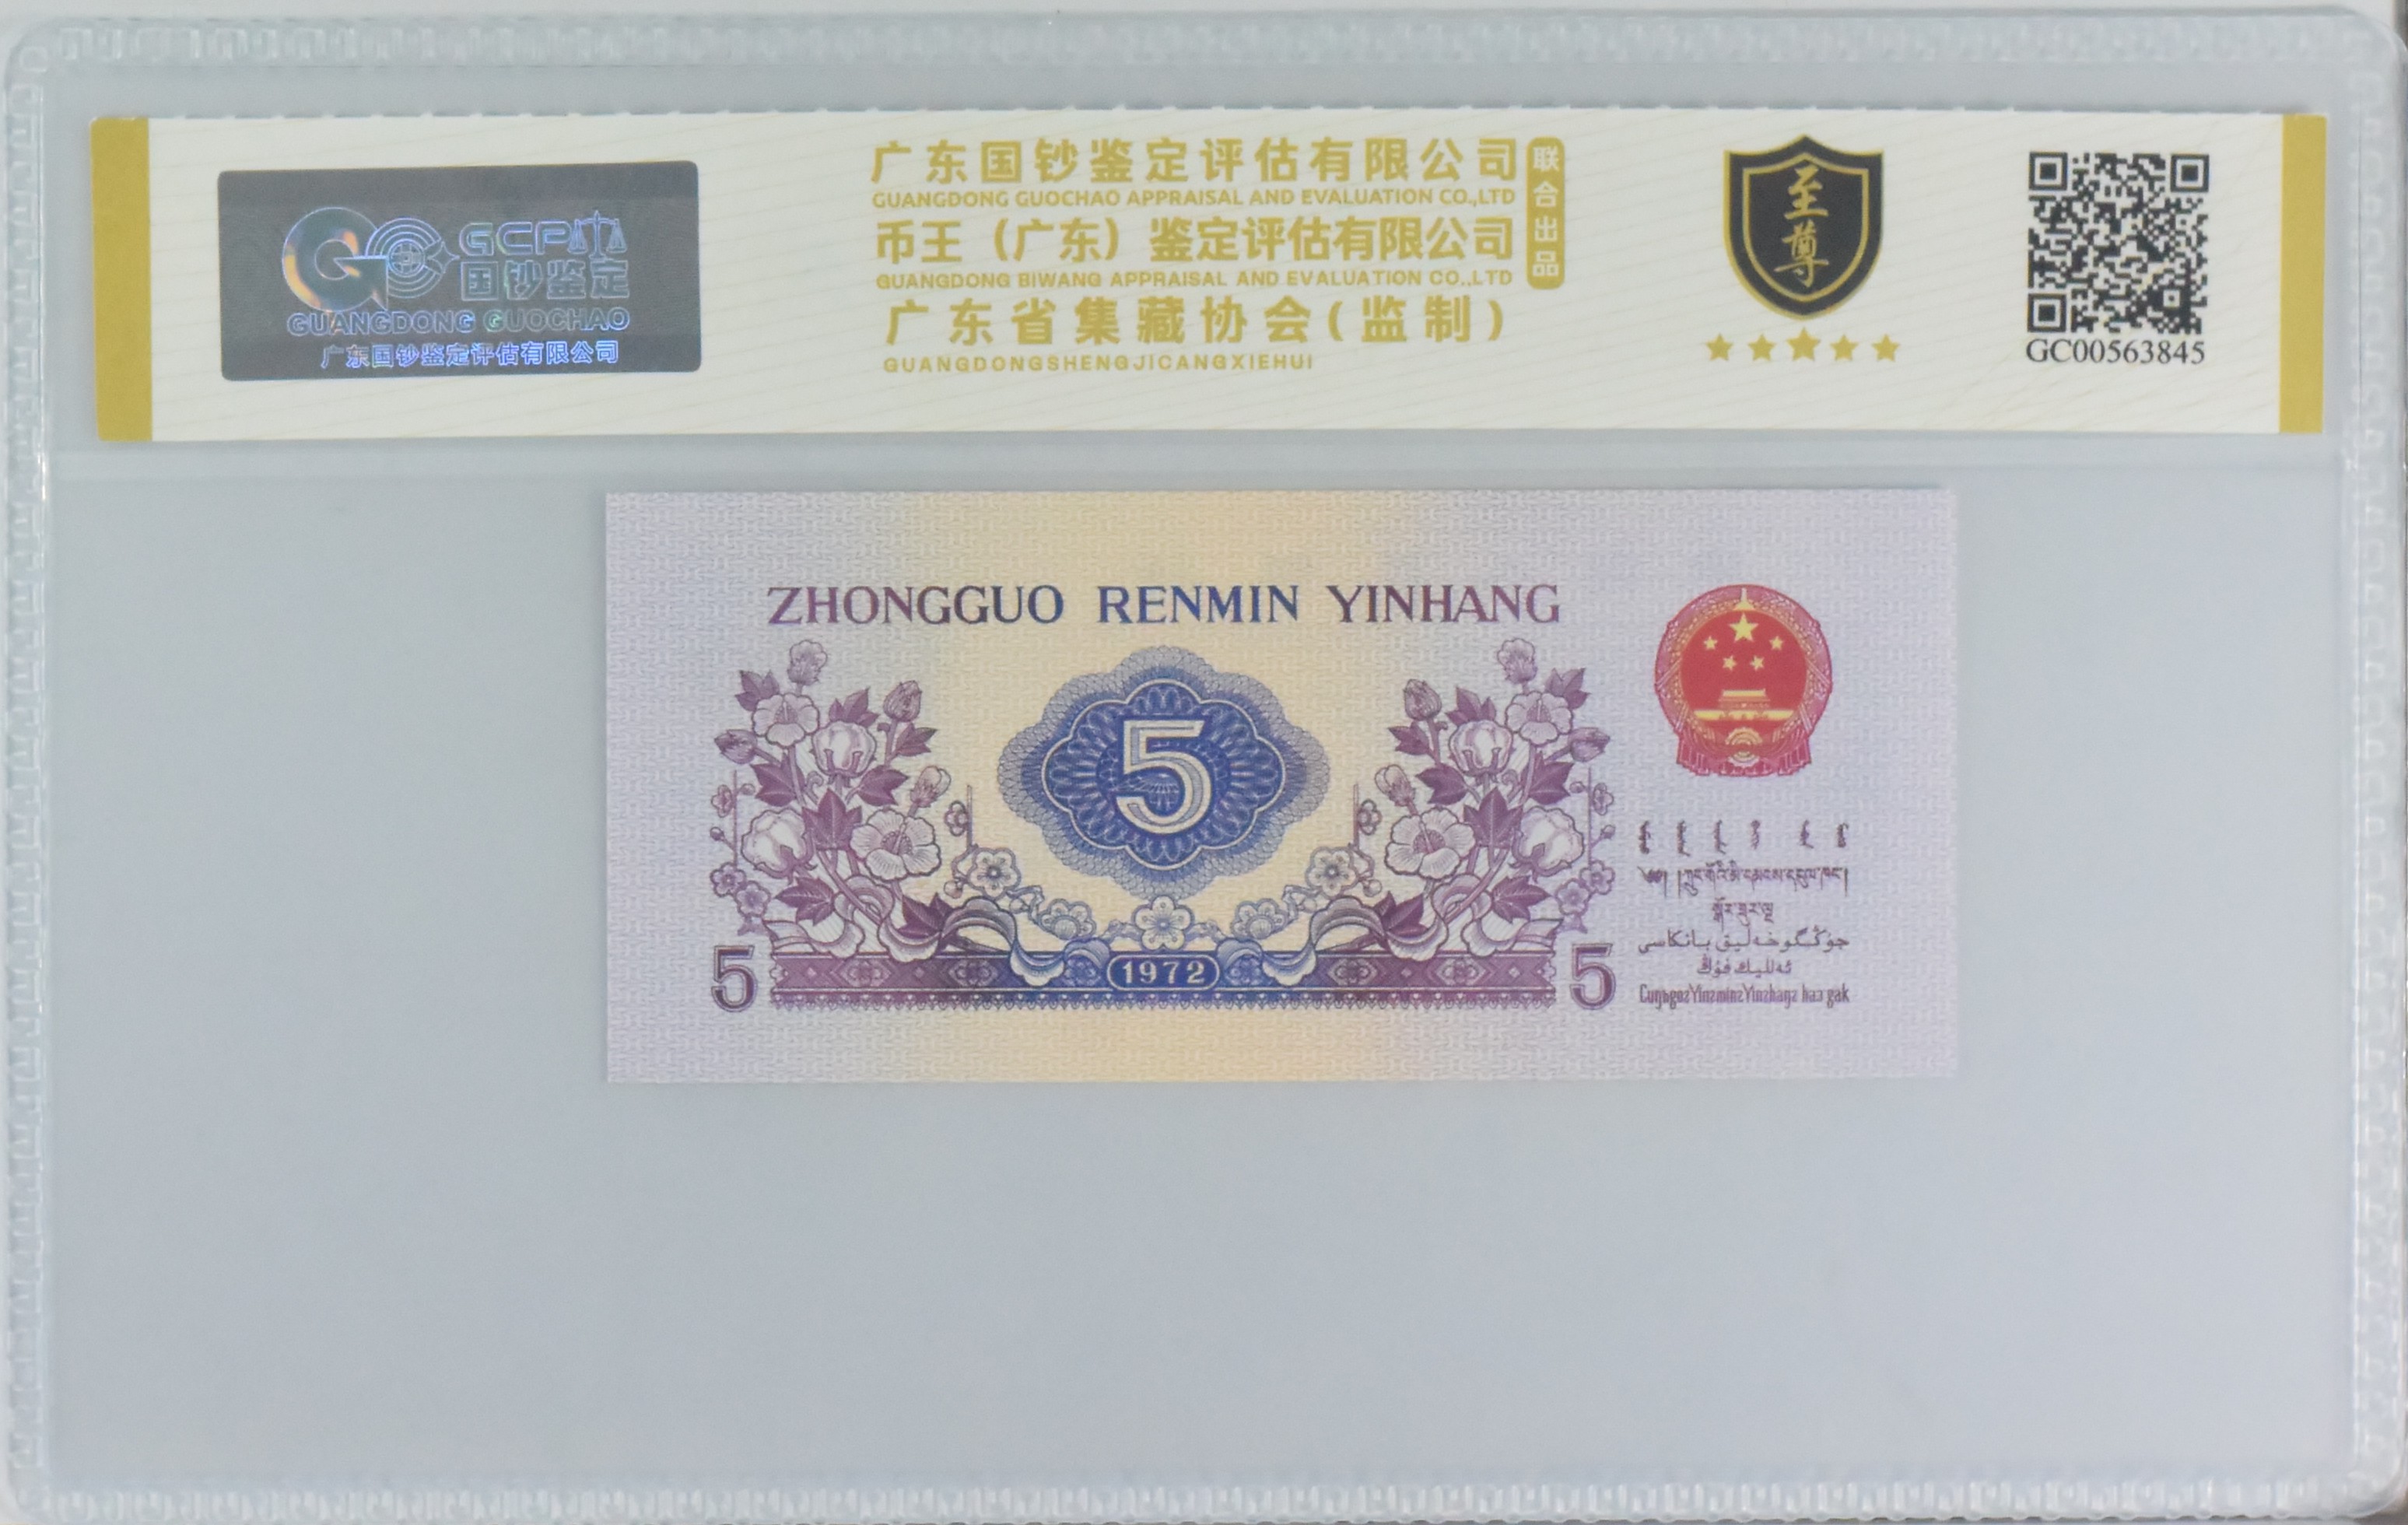 GCPA
国钞鉴定
GUANGDONG GUOCHAO
广东国钞鉴定评估有限公司
广东国钞鉴定评估有限公司
GUANGDONG GUOCHAO APPRAISAL AND EVALUATION CO.,LTD
币王（广东）鉴定评估有限公司
GUANGDONG BIWANG APPRAISAL AND EVALUATION CO.,LTD
联合出品
广东省集藏协会(监制)
GUANGDONGSHENGJICANGXIEHUI
至尊
GC00563845
ZHONGGUO RENMIN YINHANG
5
1972
5
5
جۇڭگو خەلىق بانكاسى